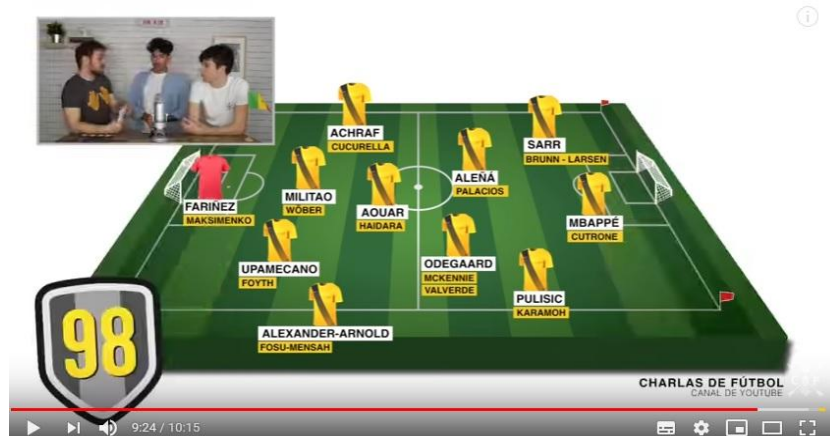 ACHRAF
CUCURELLA
SARR
BRUNN - LARSEN
ALEÑÁ
PALACIOS
MILITAO
WÖBER
FARIÑEZ
MAKSIMENKO
AOUAR
HAIDARA
MBAPPÉ
CUTRONE
UPAMECANO
FOYTH
ODEGAARD
MCKENNIE
VALVERDE
PULISIC
KARAMOH
ALEXANDER-ARNOLD
FOSU-MENSAH
98
CHARLAS DE FÚTBOL
CANAL DE YOUTUBE
9:24 / 10:15